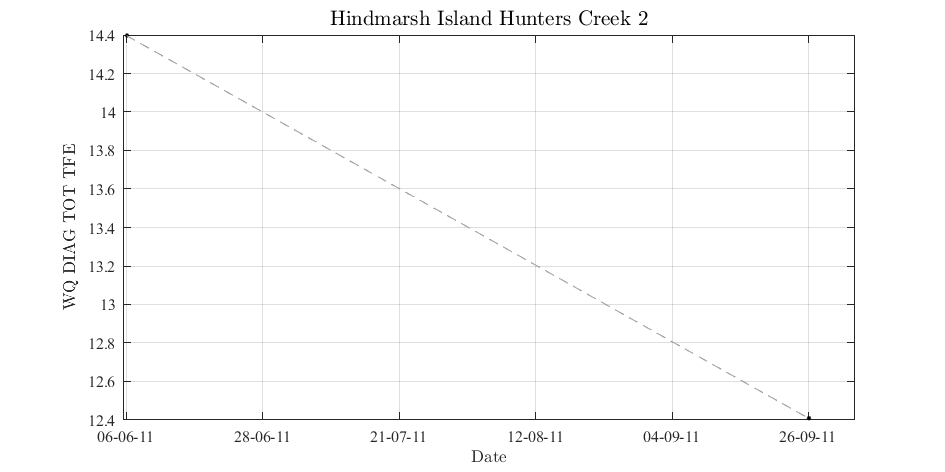 Hindmarsh Island Hunters Creek 2
WQ DIAG TOT TFE
14.4
14.2
14
13.8
13.6
13.4
13.2
13
12.8
12.6
12.4
06-06-11 28-06-11 21-07-11 12-08-11 04-09-11 26-09-11
Date